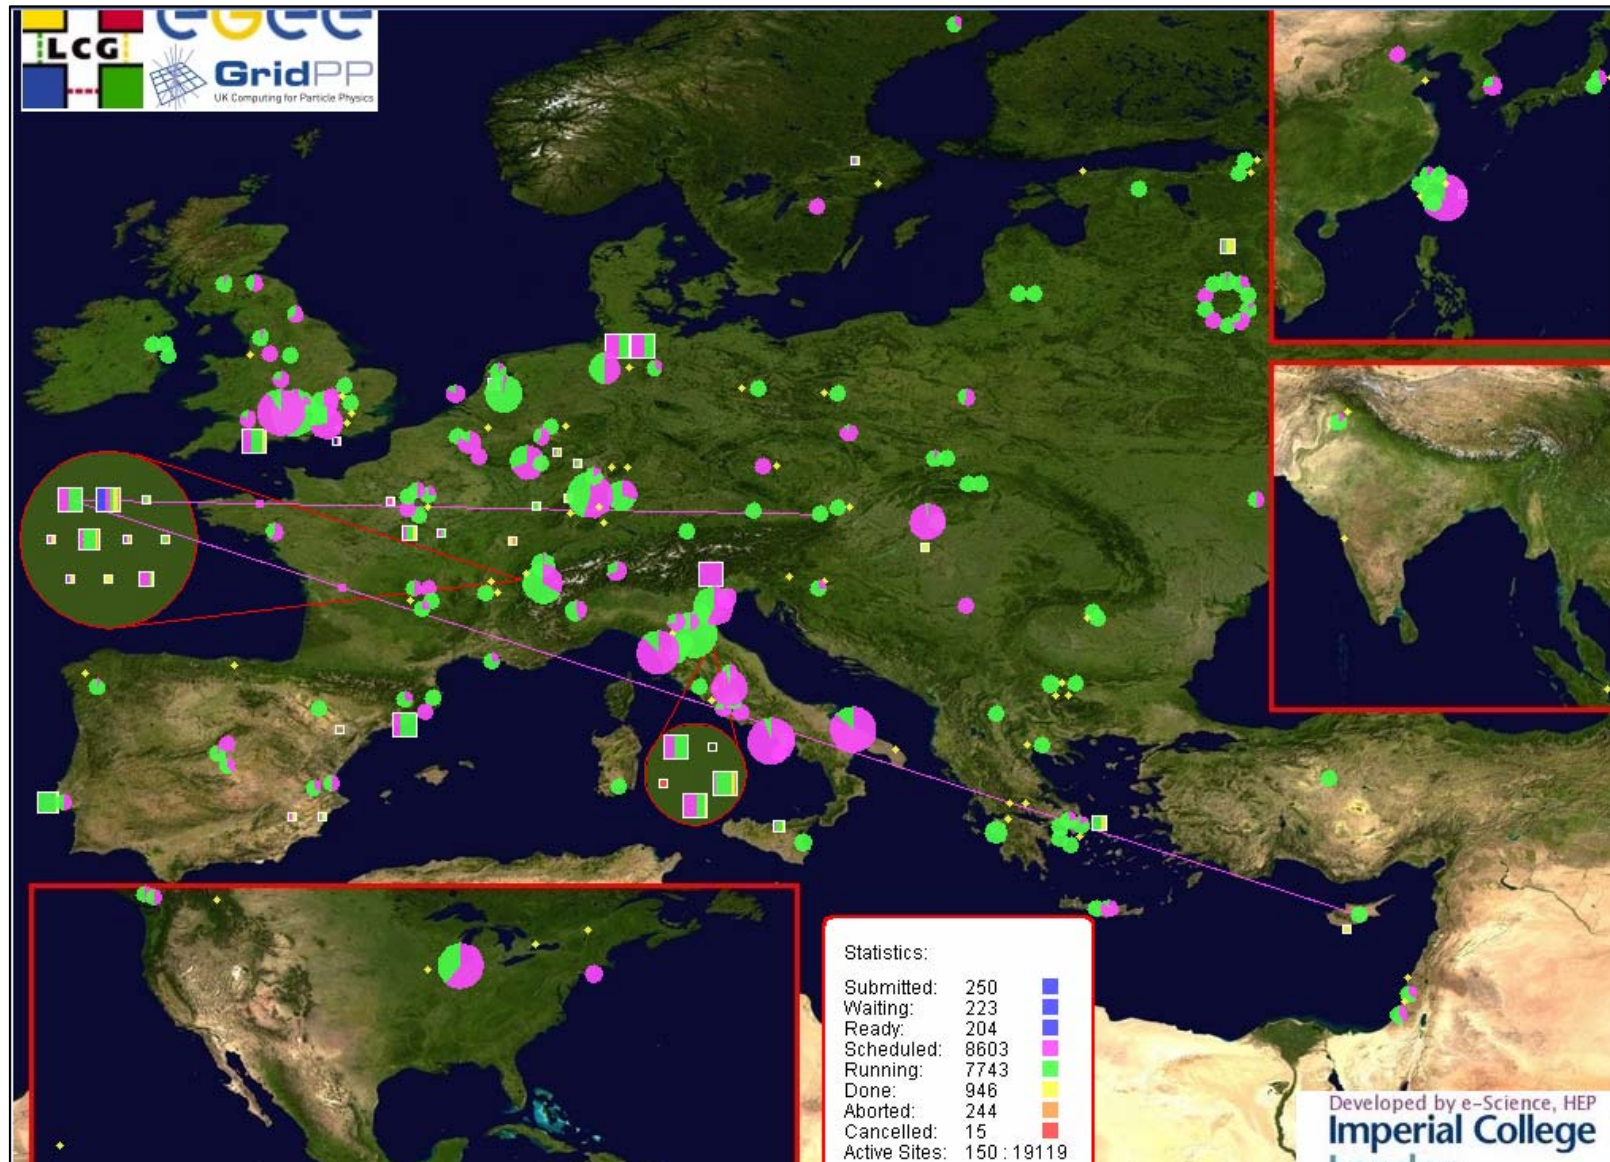 eGee
LCG
GridPP
UK Computing for Particle Physics
Statistics:
Submitted: 250
Waiting: 223
Ready: 204
Scheduled: 8603
Running: 7743
Done: 946
Aborted: 244
Cancelled: 15
Active Sites: 150 : 19119
Developed by e-Science, HEP
Imperial College